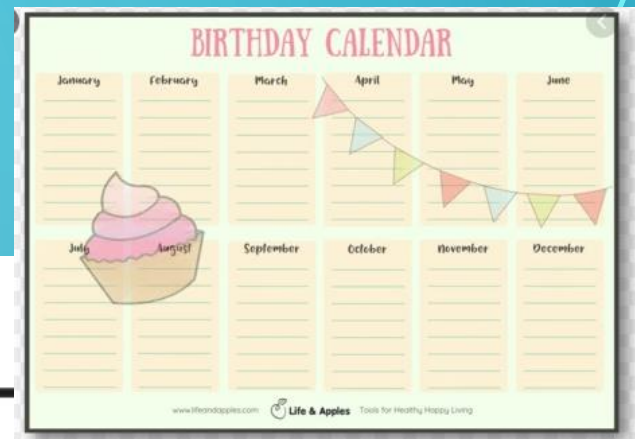 BIRTHDAY CALENDAR
January February March April May June
July August September October November December
www.lifeandapples.com Life & Apples Tools for Healthy Happy Living